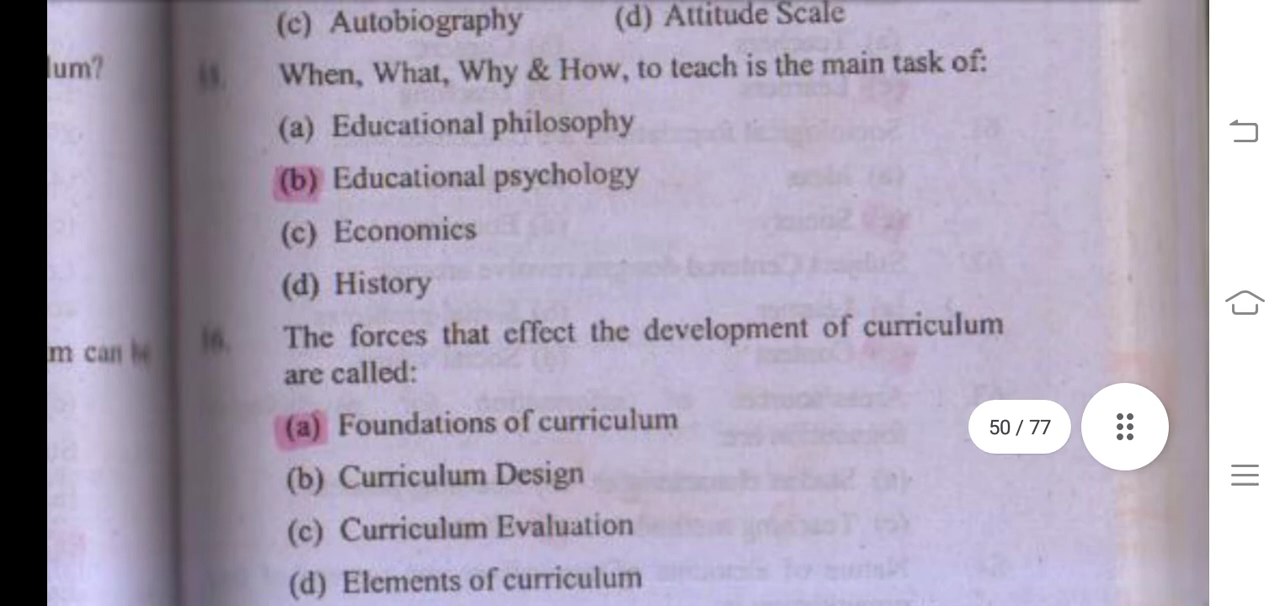 (c) Autobiography (d) Attitude Scale
lum?
When, What, Why & How, to teach is the main task of:
(a) Educational philosophy
(b) Educational psychology
(c) Economics
(d) History
m can be
16. The forces that effect the development of curriculum
are called:
(a) Foundations of curriculum
50 / 77
(b) Curriculum Design
(c) Curriculum Evaluation
(d) Elements of curriculum